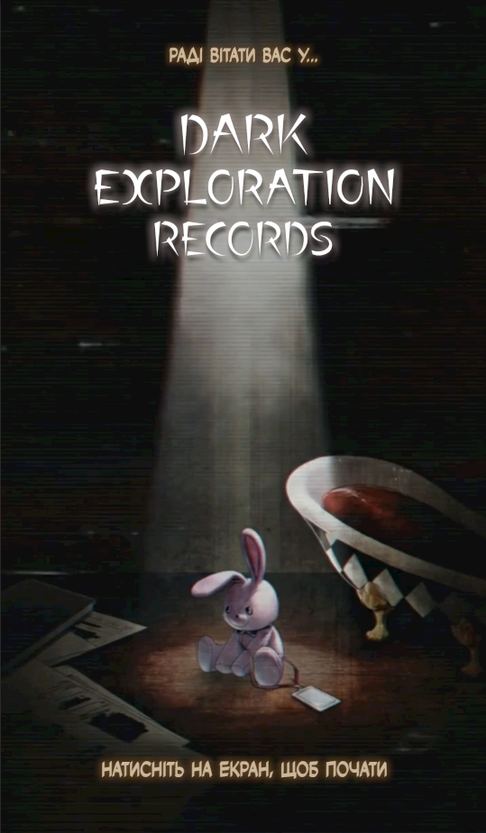 РАДІ ВІТАТИ ВАС У...
DARK
EXPLORATION
RECORDS
НАТИСНІТЬ НА ЕКРАН, ЩОБ ПОЧАТИ